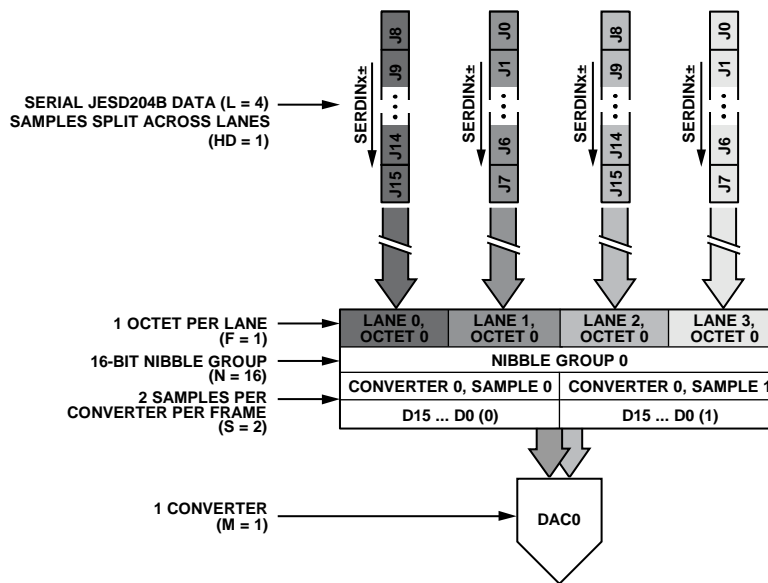 J8
J9
J14
J15
SERDINx±
J0
J1
J6
J7
SERDINx±
J8
J9
J14
J15
SERDINx±
J0
J1
J6
J7
SERDINx±
SERIAL JESD204B DATA (L = 4)
SAMPLES SPLIT ACROSS LANES
(HD = 1)
1 OCTET PER LANE
(F = 1)
LANE 0,
OCTET 0
LANE 1,
OCTET 0
LANE 2,
OCTET 0
LANE 3,
OCTET 0
16-BIT NIBBLE GROUP
(N = 16)
NIBBLE GROUP 0
2 SAMPLES PER
CONVERTER PER FRAME
(S = 2)
CONVERTER 0, SAMPLE 0
CONVERTER 0, SAMPLE 1
D15 ... D0 (0)
D15 ... D0 (1)
1 CONVERTER
(M = 1)
DAC0